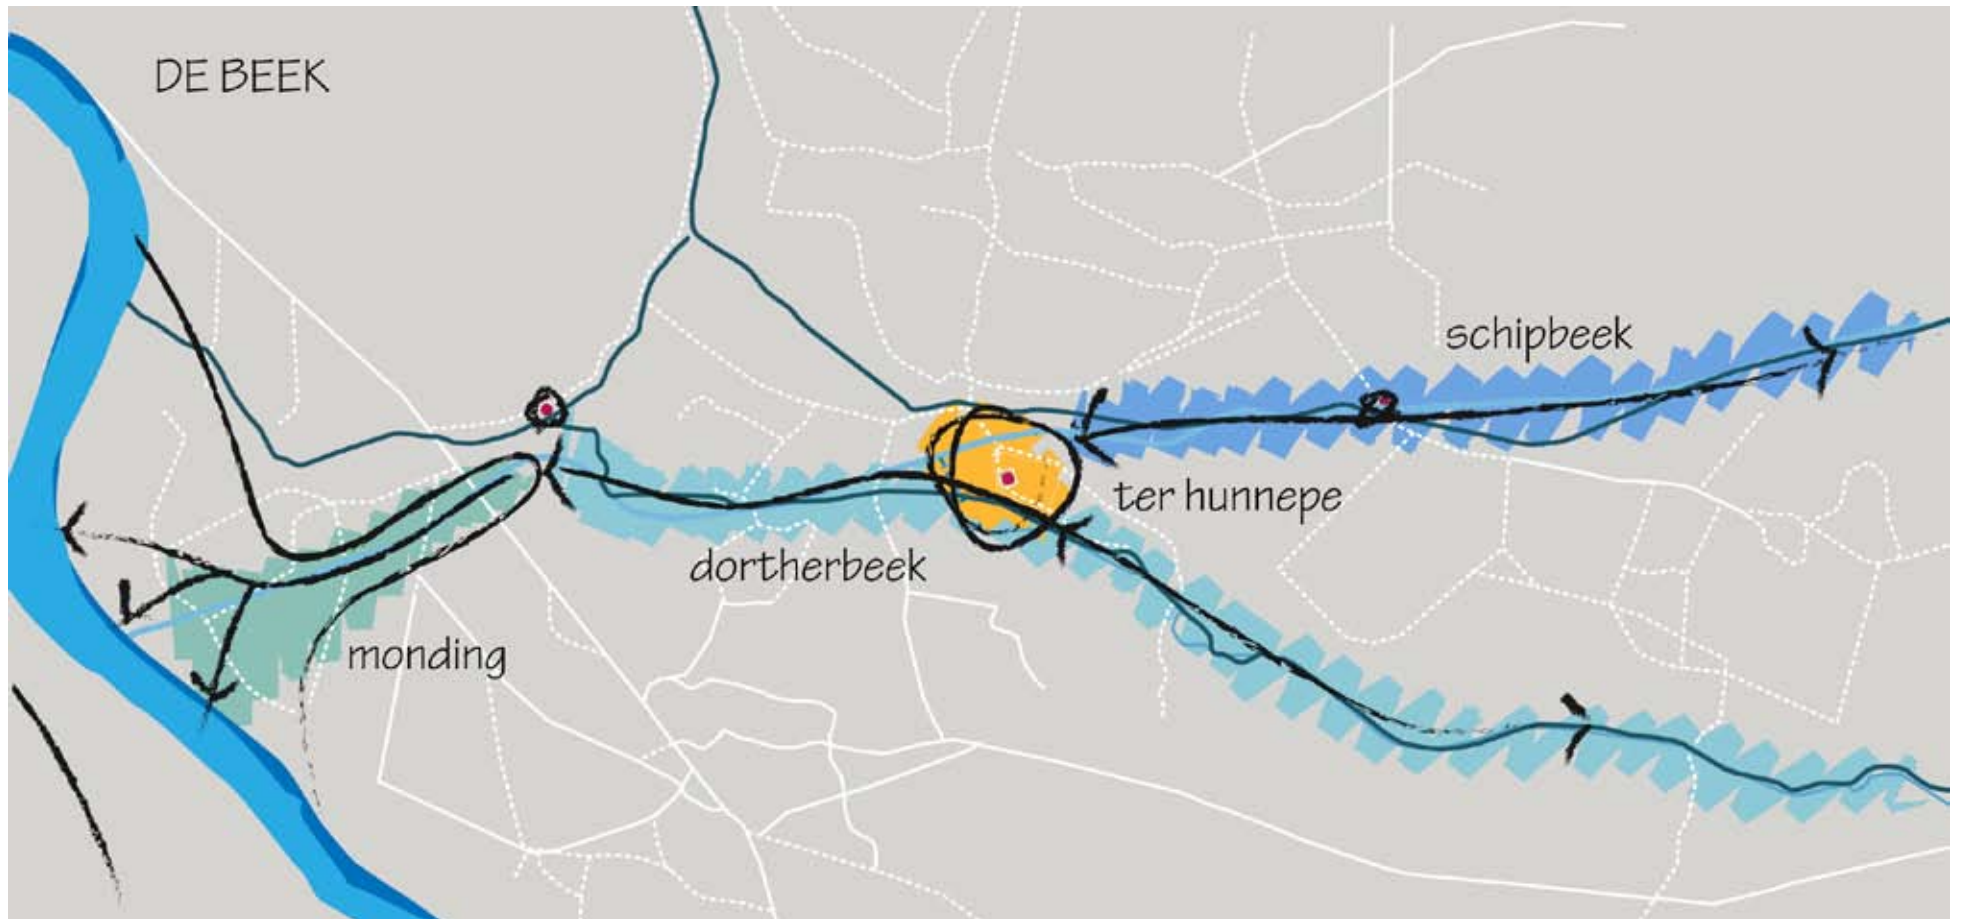 DE BEEK
schipbeek
ter hunnepe
dortherbeek
monding